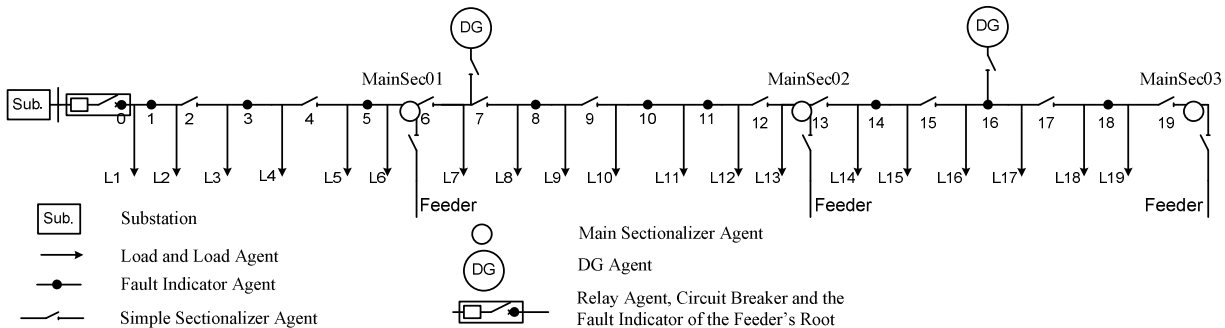 DG
DG
MainSec01
MainSec02
MainSec03
Sub.
0 1 2 3 4 5 6 7 8 9 10 11 12 13 14 15 16 17 18 19
L1 L2 L3 L4 L5 L6 L7 L8 L9 L10 L11 L12 L13 L14 L15 L16 L17 L18 L19
Feeder
Feeder
Feeder
Sub.
Substation
Load and Load Agent
Fault Indicator Agent
Simple Sectionalizer Agent
Main Sectionalizer Agent
DG
DG Agent
Relay Agent, Circuit Breaker and the
Fault Indicator of the Feeder's Root